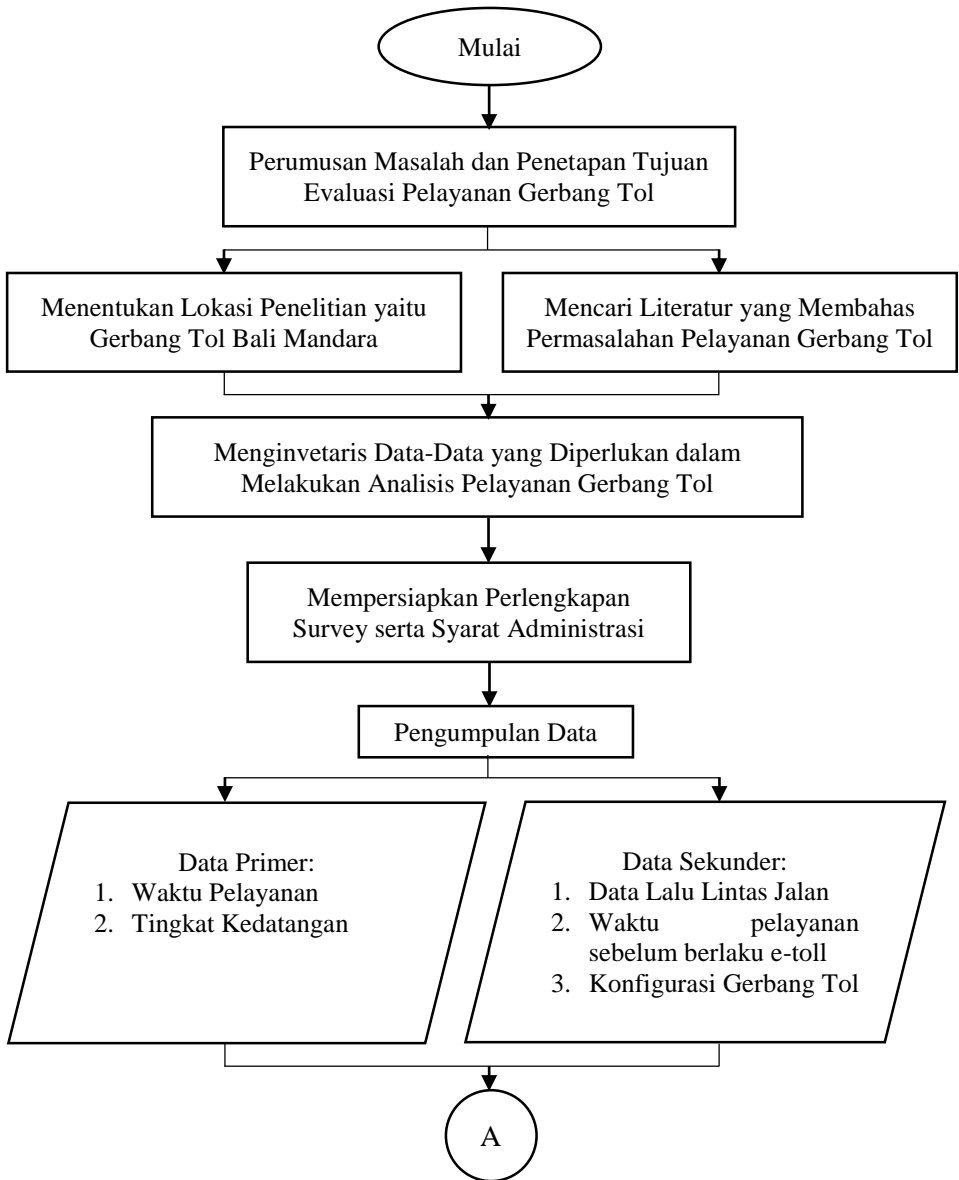 Mulai
Perumusan Masalah dan Penetapan Tujuan
Evaluasi Pelayanan Gerbang Tol
Menentukan Lokasi Penelitian yaitu
Gerbang Tol Bali Mandara
Mencari Literatur yang Membahas
Permasalahan Pelayanan Gerbang Tol
Menginvetaris Data-Data yang Diperlukan dalam
Melakukan Analisis Pelayanan Gerbang Tol
Mempersiapkan Perlengkapan
Survey serta Syarat Administrasi
Pengumpulan Data
Data Primer:
1. Waktu Pelayanan
2. Tingkat Kedatangan
Data Sekunder:
1. Data Lalu Lintas Jalan
2. Waktu pelayanan
sebelum berlaku e-toll
3. Konfigurasi Gerbang Tol
A